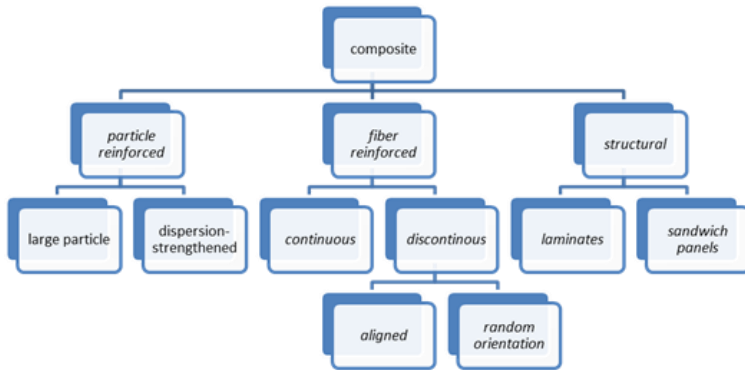 composite
particle
reinforced
fiber
reinforced
structural
large particle
dispersion-
strengthened
continuous
discontinous
laminates
sandwich
panels
aligned
random
orientation